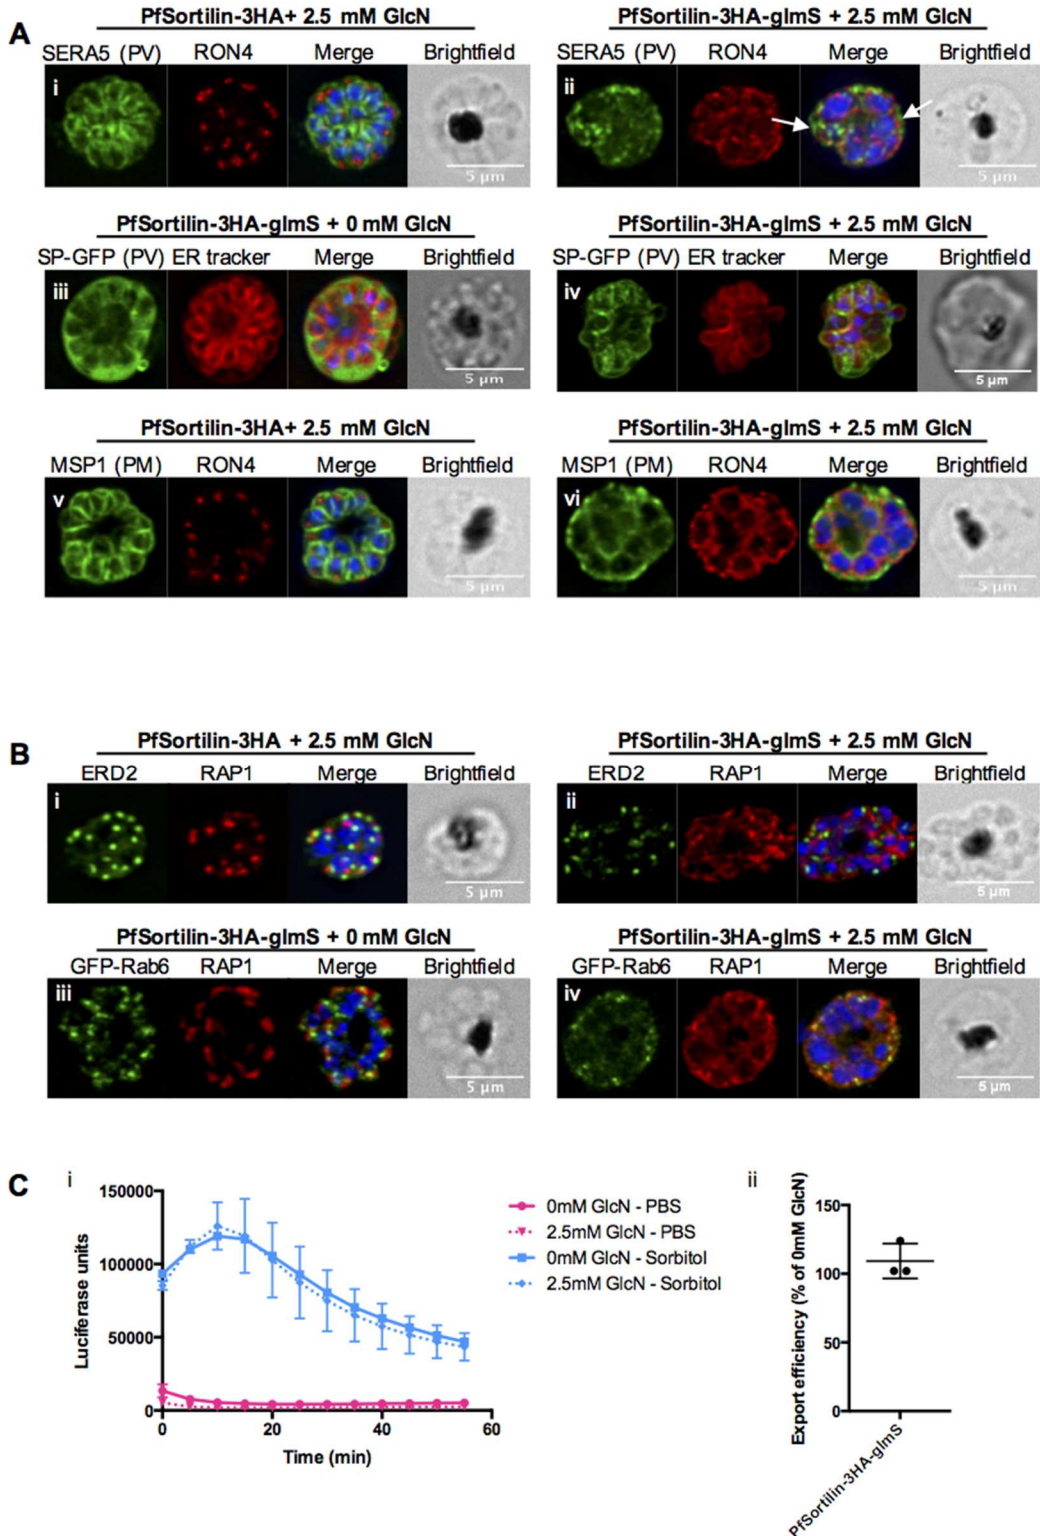 A
PfSortilin-3HA+ 2.5 mM GlcN
SERA5 (PV) RON4 Merge Brightfield
i
5 µm
PfSortilin-3HA-glmS + 2.5 mM GlcN
SERA5 (PV) RON4 Merge Brightfield
ii
5 µm
PfSortilin-3HA-glmS + 0 mM GlcN
SP-GFP (PV) ER tracker Merge Brightfield
iii
5 µm
PfSortilin-3HA-glmS + 2.5 mM GlcN
SP-GFP (PV) ER tracker Merge Brightfield
iv
5 µm
PfSortilin-3HA+ 2.5 mM GlcN
MSP1 (PM) RON4 Merge Brightfield
v
5 µm
PfSortilin-3HA-glmS + 2.5 mM GlcN
MSP1 (PM) RON4 Merge Brightfield
vi
5 µm
B
PfSortilin-3HA + 2.5 mM GlcN
ERD2 RAP1 Merge Brightfield
i
5 µm
PfSortilin-3HA-glmS + 2.5 mM GlcN
ERD2 RAP1 Merge Brightfield
ii
5 µm
PfSortilin-3HA-glmS + 0 mM GlcN
GFP-Rab6 RAP1 Merge Brightfield
iii
5 µm
PfSortilin-3HA-glmS + 2.5 mM GlcN
GFP-Rab6 RAP1 Merge Brightfield
iv
5 µm
C
i
Luciferase units
150000
100000
50000
0
0 20 40 60
Time (min)
0mM GlcN - PBS
2.5mM GlcN - PBS
0mM GlcN - Sorbitol
2.5mM GlcN - Sorbitol
ii
Export efficiency (% of 0mM GlcN)
150
100
50
0
PfSortilin-3HA-glmS